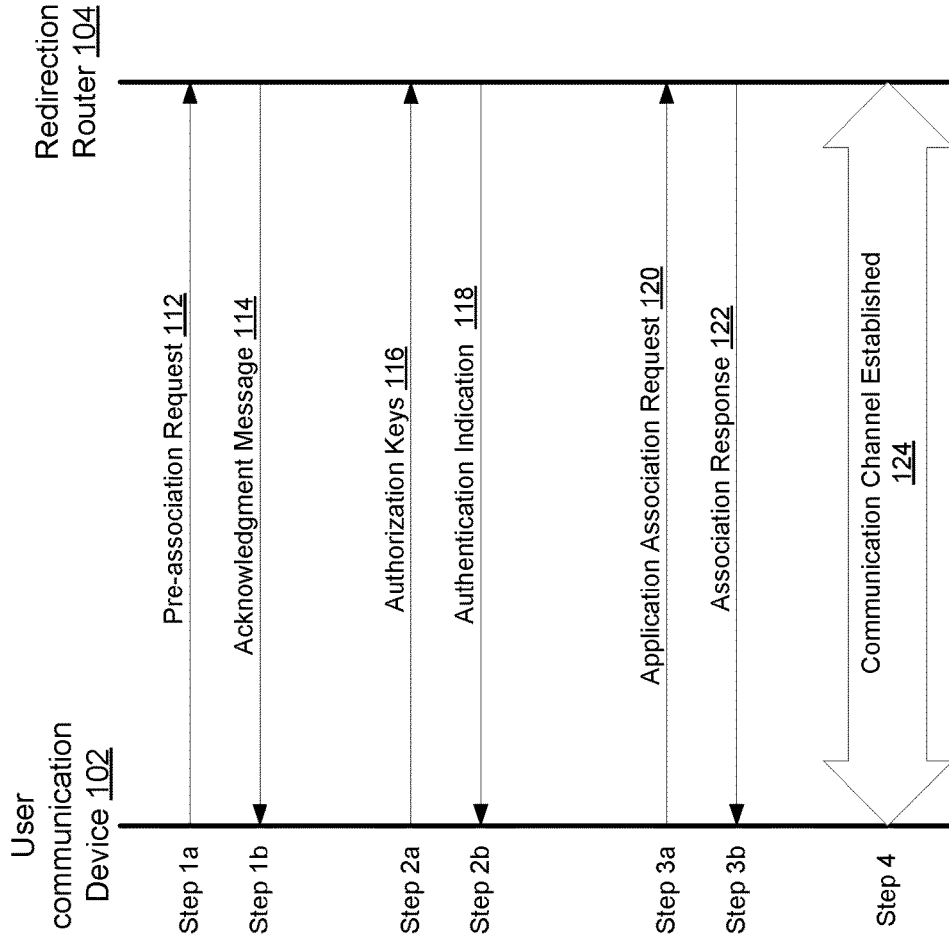 User
communication
Device 102
Redirection
Router 104
Step 1a
Pre-association Request 112
Step 1b
Acknowledgment Message 114
Step 2a
Authorization Keys 116
Step 2b
Authentication Indication 118
Step 3a
Application Association Request 120
Step 3b
Association Response 122
Step 4
Communication Channel Established
124